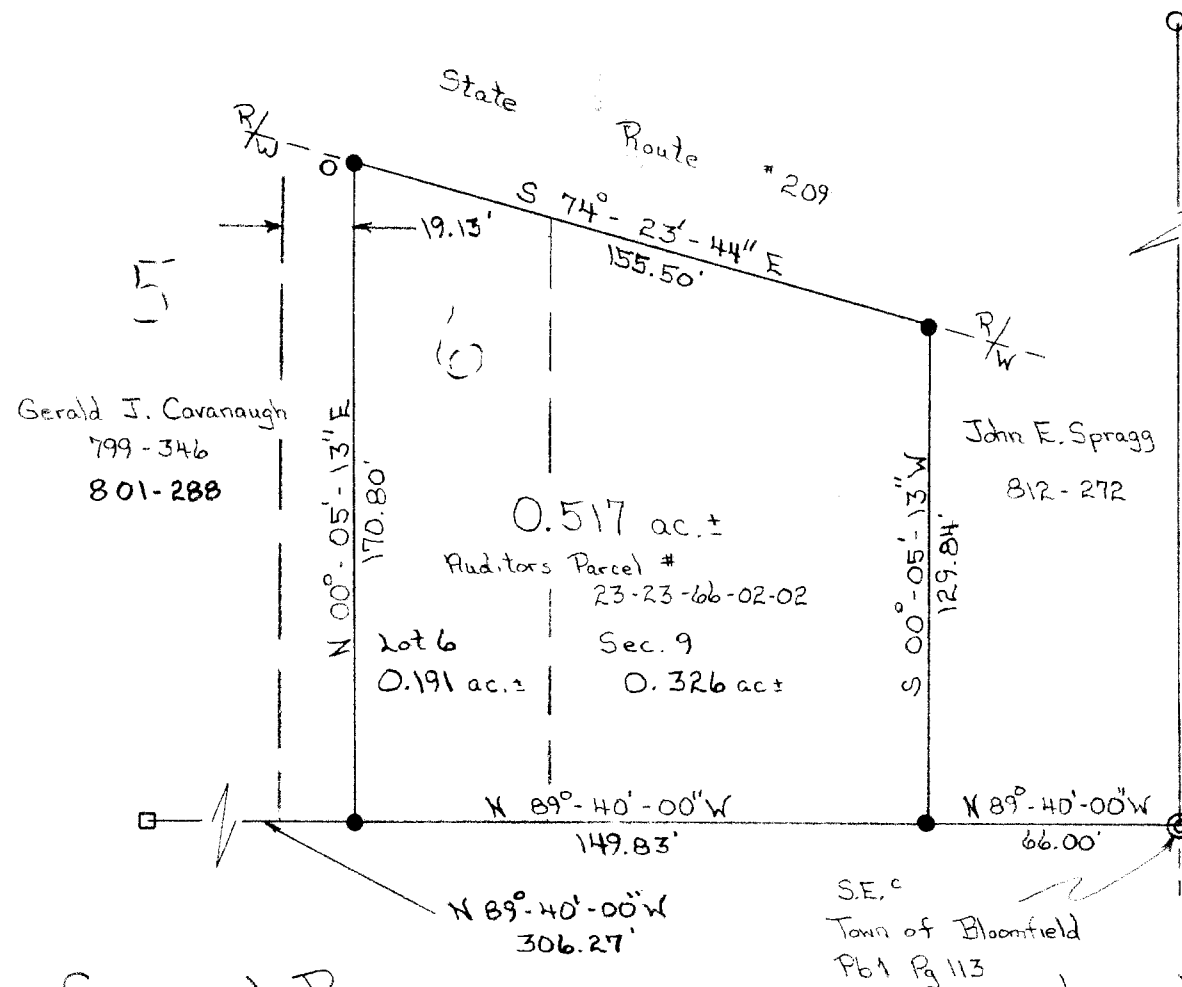 State Route # 209
R/W
O
S 74° - 23' - 44" E
155.50'
19.13'
5
6
R/W
Gerald J. Cavanaugh
799 - 346
801-288
N 00° - 05' - 13" E
170.80'
John E. Spragg
812 - 272
S 00° - 05' - 13" W
129.84'
0.517 ac. ±
Auditors Parcel #
23-23-66-02-02
Lot 6
0.191 ac. ±
Sec. 9
0.326 ac ±
N 89° - 40' - 00" W
149.83'
N 89° - 40' - 00" W
66.00'
N 89° - 40' - 00" W
306.27'
S.E. c
Town of Bloomfield
Pb 1 Pg 113